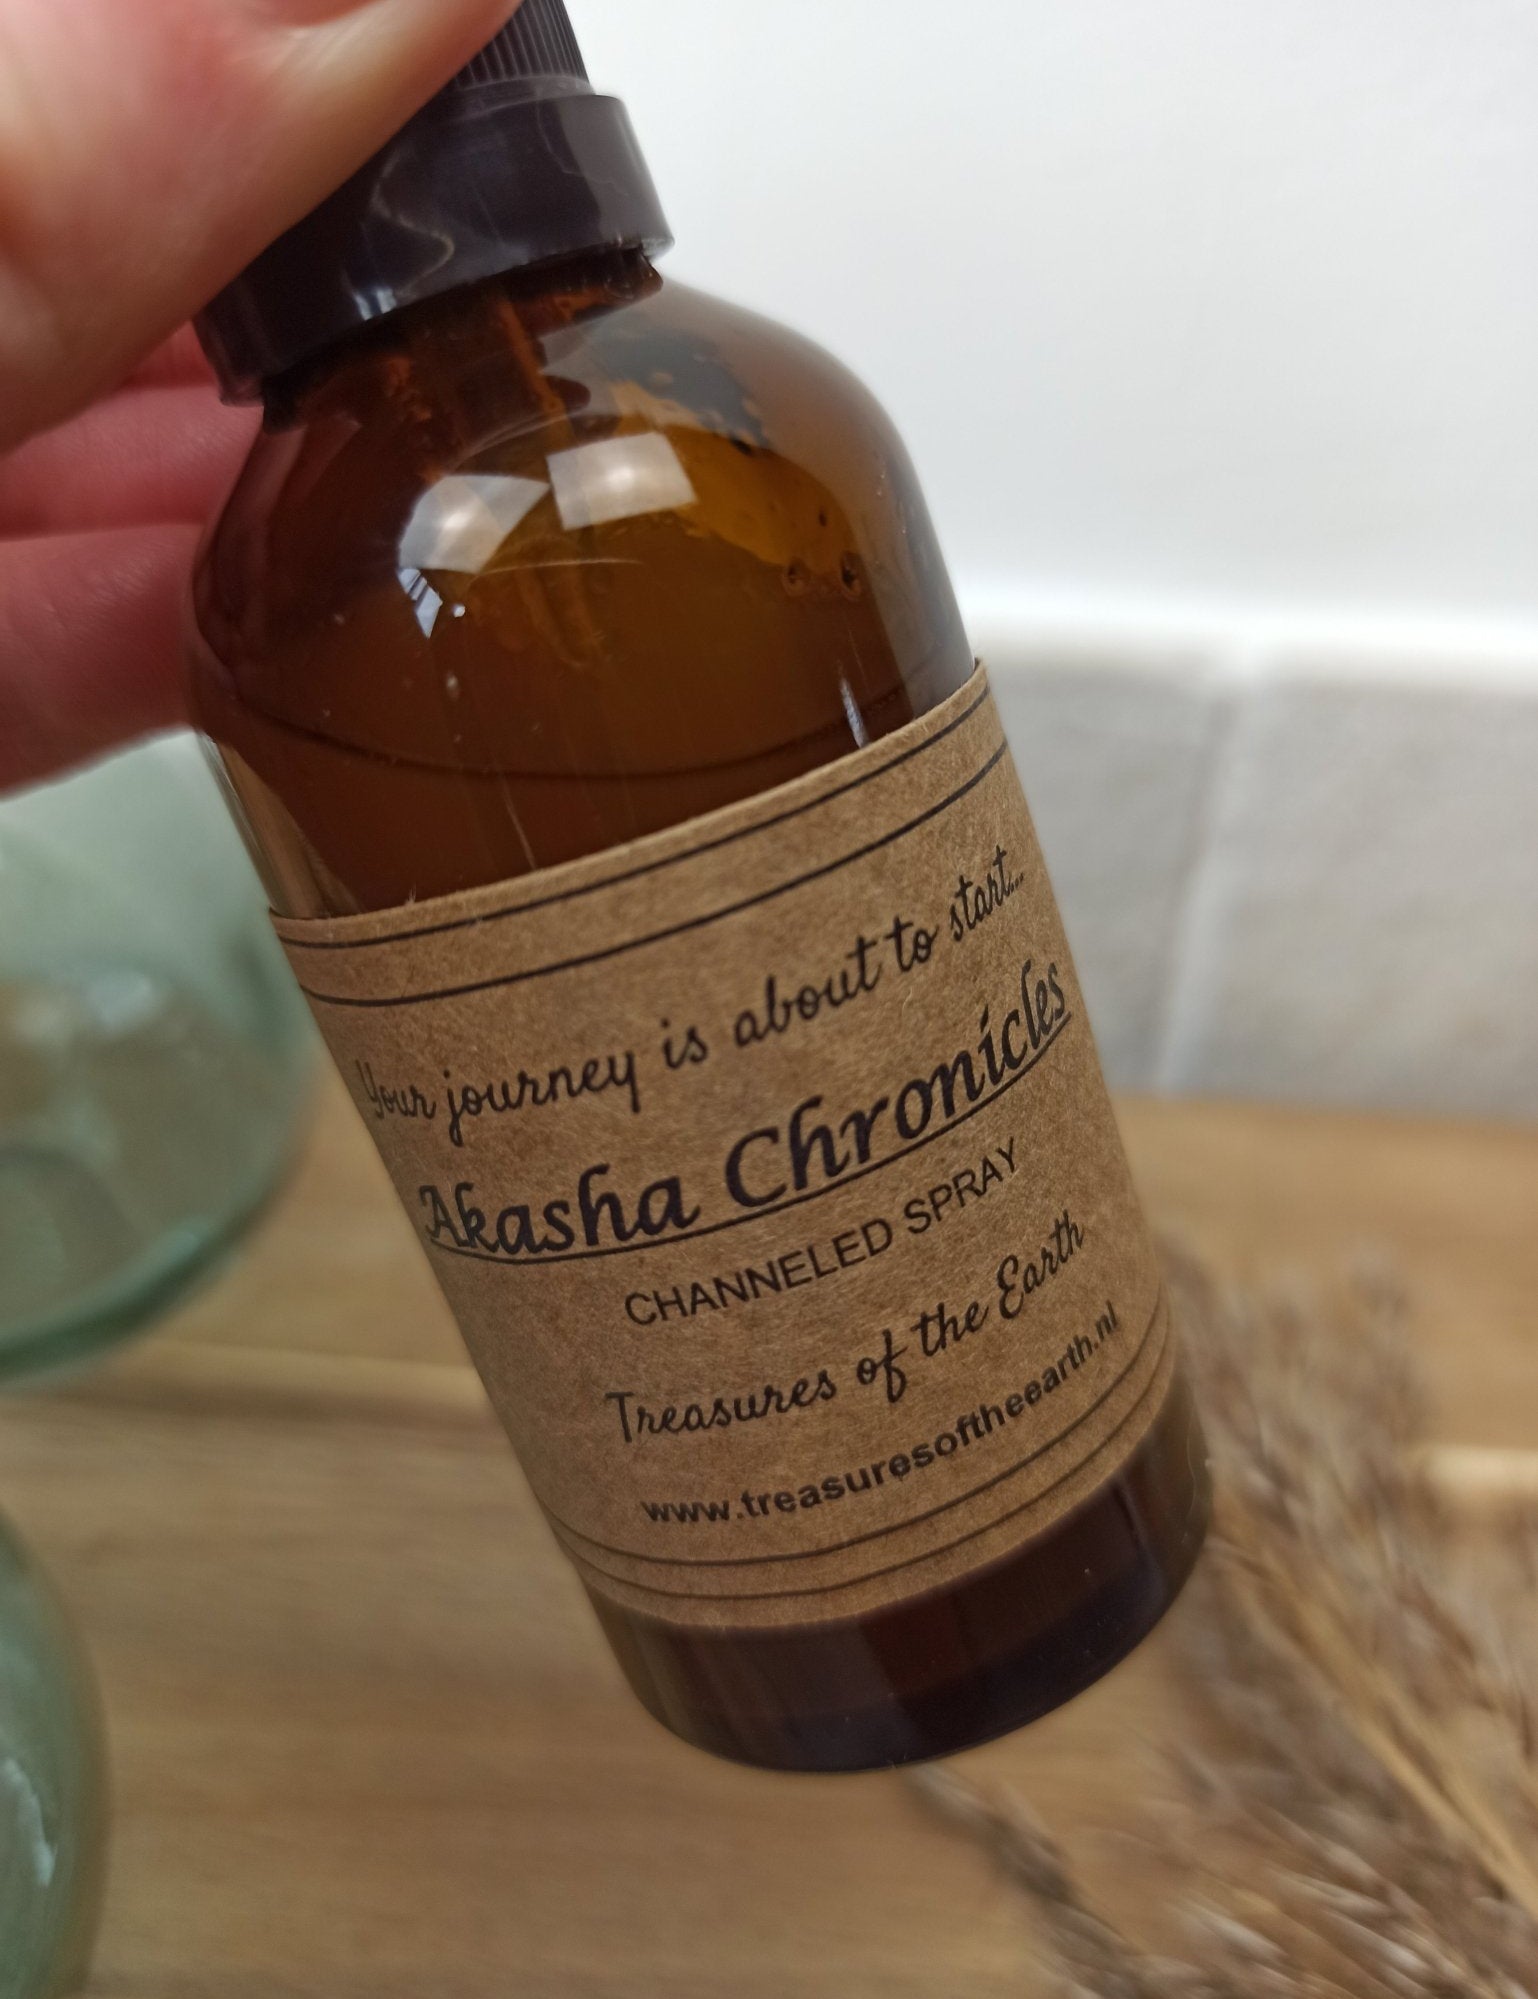 Your journey is about to start...
Akasha Chronicles
CHANNELED SPRAY
Treasures of the Earth
www.treasuresoftheearth.nl